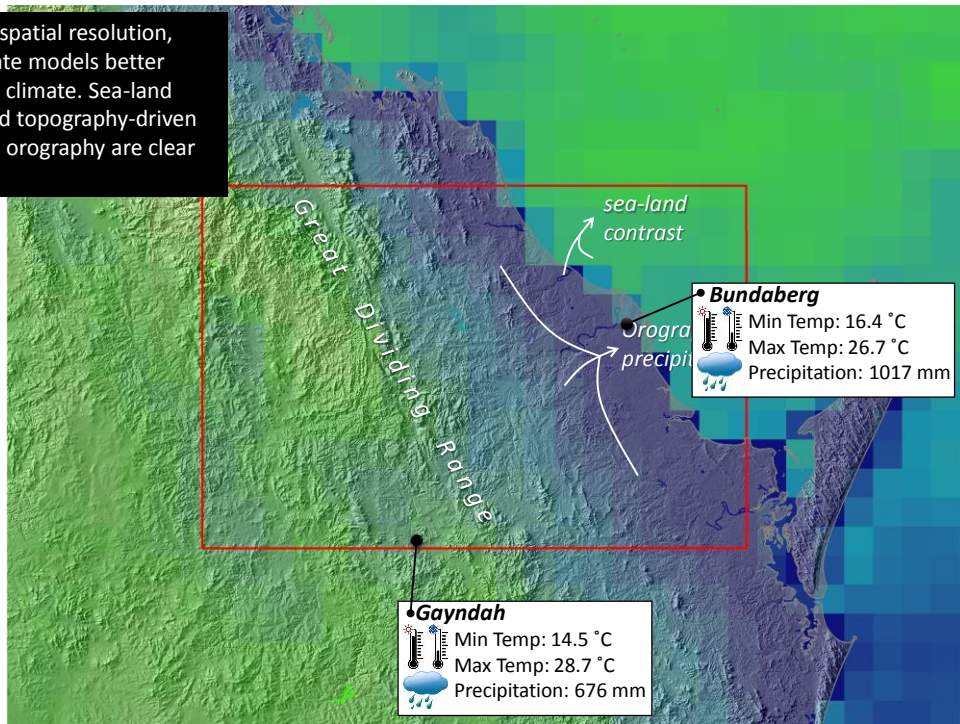 spatial resolution,
ate models better
climate. Sea-land
d topography-driven
orography are clear
Great Dividing Range
sea-land
contrast
Bundaberg
Min Temp: 16.4 ˚C
Max Temp: 26.7 ˚C
Precipitation: 1017 mm
Orogra
precipit
Gayndah
Min Temp: 14.5 ˚C
Max Temp: 28.7 ˚C
Precipitation: 676 mm